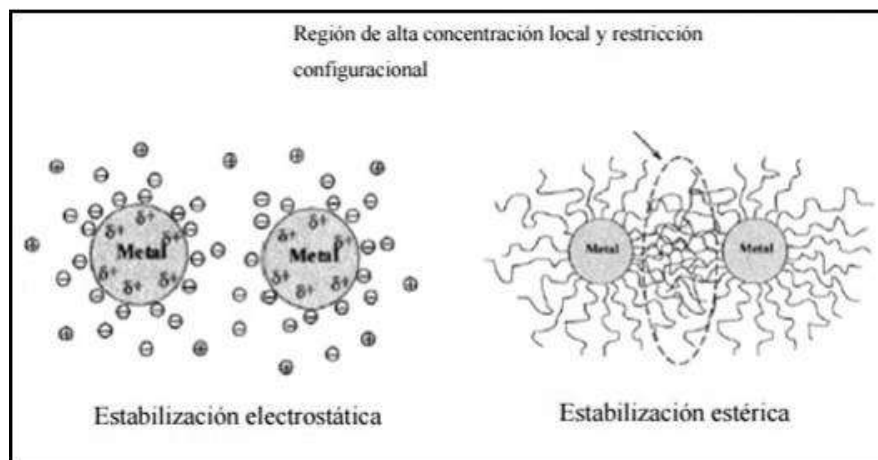 Región de alta concentración local y restricción
configuracional
δ+ δ+ δ+ δ+ δ+ δ+
Metal
δ+ δ+ δ+ δ+ δ+ δ+
Metal
Metal
Metal
Estabilización electrostática
Estabilización estérica